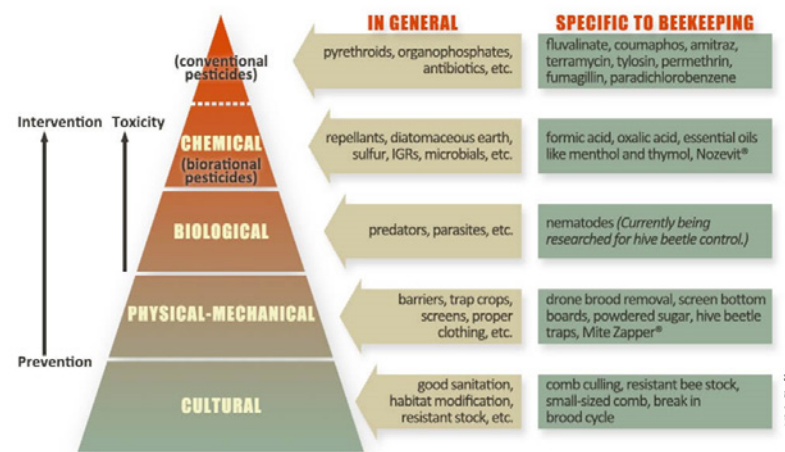 IN GENERAL
SPECIFIC TO BEEKEEPING
(conventional
pesticides)
pyrethroids, organophosphates,
antibiotics, etc.
fluvalinate, coumaphos, amitraz,
terramycin, tylosin, permethrin,
fumagillin, paradichlorobenzene
Intervention
Toxicity
CHEMICAL
(biorational
pesticides)
repellants, diatomaceous earth,
sulfur, IGRs, microbials, etc.
formic acid, oxalic acid, essential oils
like menthol and thymol, Nozevit®
BIOLOGICAL
predators, parasites, etc.
nematodes (Currently being
researched for hive beetle control.)
PHYSICAL-MECHANICAL
barriers, trap crops,
screens, proper
clothing, etc.
drone brood removal, screen bottom
boards, powdered sugar, hive beetle
traps, Mite Zapper®
Prevention
CULTURAL
good sanitation,
habitat modification,
resistant stock, etc.
comb culling, resistant bee stock,
small-sized comb, break in
brood cycle